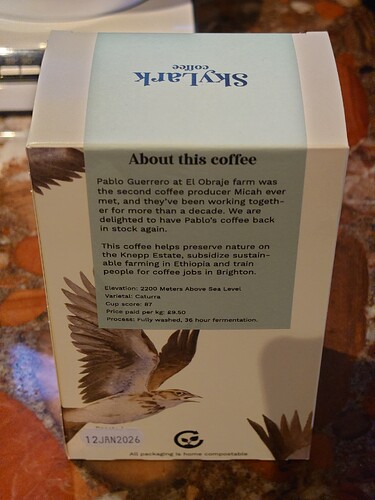 SkyLark
coffee
About this coffee
Pablo Guerrero at El Obraje farm was
the second coffee producer Micah ever
met, and they've been working togeth-
er for more than a decade. We are
delighted to have Pablo's coffee back
in stock again.
This coffee helps preserve nature on
the Knepp Estate, subsidize sustain-
able farming in Ethiopia and train
people for coffee jobs in Brighton.
Elevation: 2200 Meters Above Sea Level
Varietal: Caturra
Cup score: 87
Price paid per kg: £9.50
Process: Fully washed, 36 hour fermentation.
12JAN2026
All packaging is home compostable